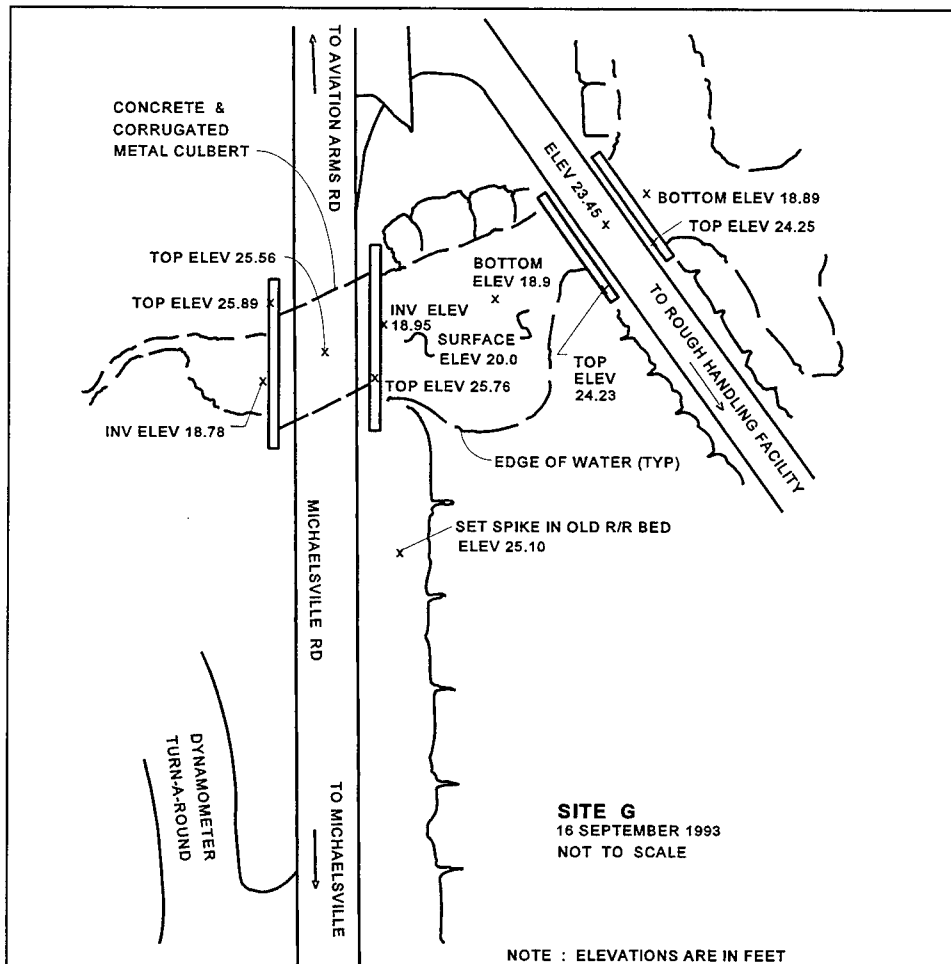 TO AVIATION ARMS RD
CONCRETE &
CORRUGATED
METAL CULBERT
ELEV 23.45
BOTTOM ELEV 18.89
TOP ELEV 24.25
TOP ELEV 25.56
TOP ELEV 25.89
BOTTOM
ELEV 18.9
INV ELEV
18.95
SURFACE
ELEV 20.0
TO ROUGH HANDLING FACILITY
TOP
ELEV
24.23
TOP ELEV 25.76
INV ELEV 18.78
EDGE OF WATER (TYP)
MICHAELSVILLE RD
SET SPIKE IN OLD R/R BED
ELEV 25.10
DYNAMOMETER
TURN-A-ROUND
TO MICHAELSVILLE
SITE G
16 SEPTEMBER 1993
NOT TO SCALE
NOTE : ELEVATIONS ARE IN FEET